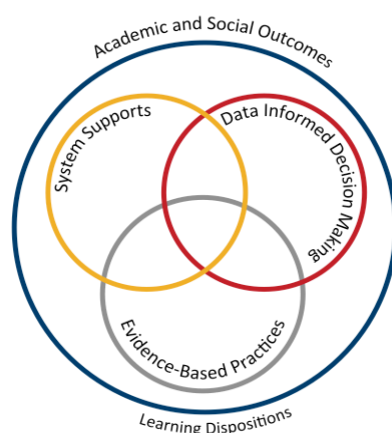 Academic and Social Outcomes
System Supports
Data Informed Decision Making
Evidence-Based Practices
Learning Dispositions